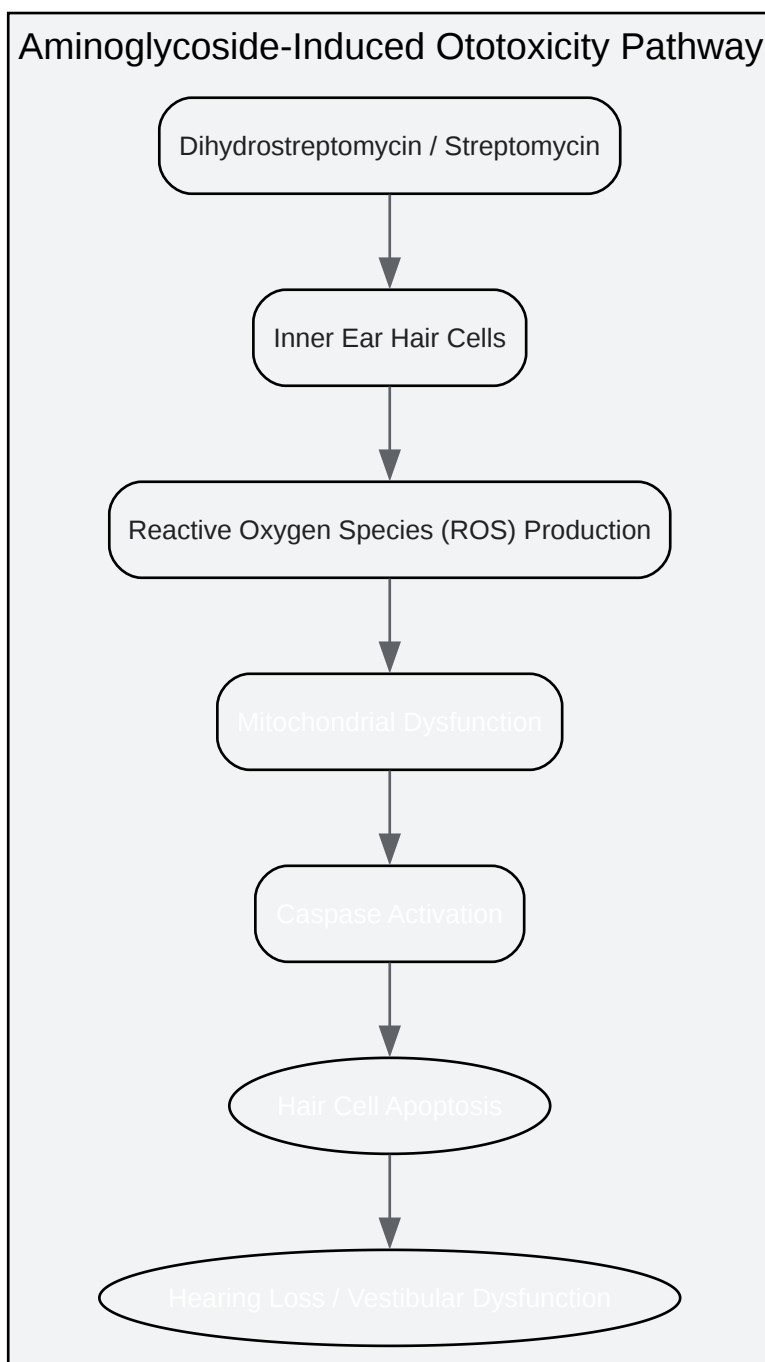 Aminoglycoside-Induced Ototoxicity Pathway
Dihydrostreptomycin / Streptomycin
Inner Ear Hair Cells
Reactive Oxygen Species (ROS) Production
Mitochondrial Dysfunction
Caspase Activation
Hair Cell Apoptosis
Hearing Loss / Vestibular Dysfunction